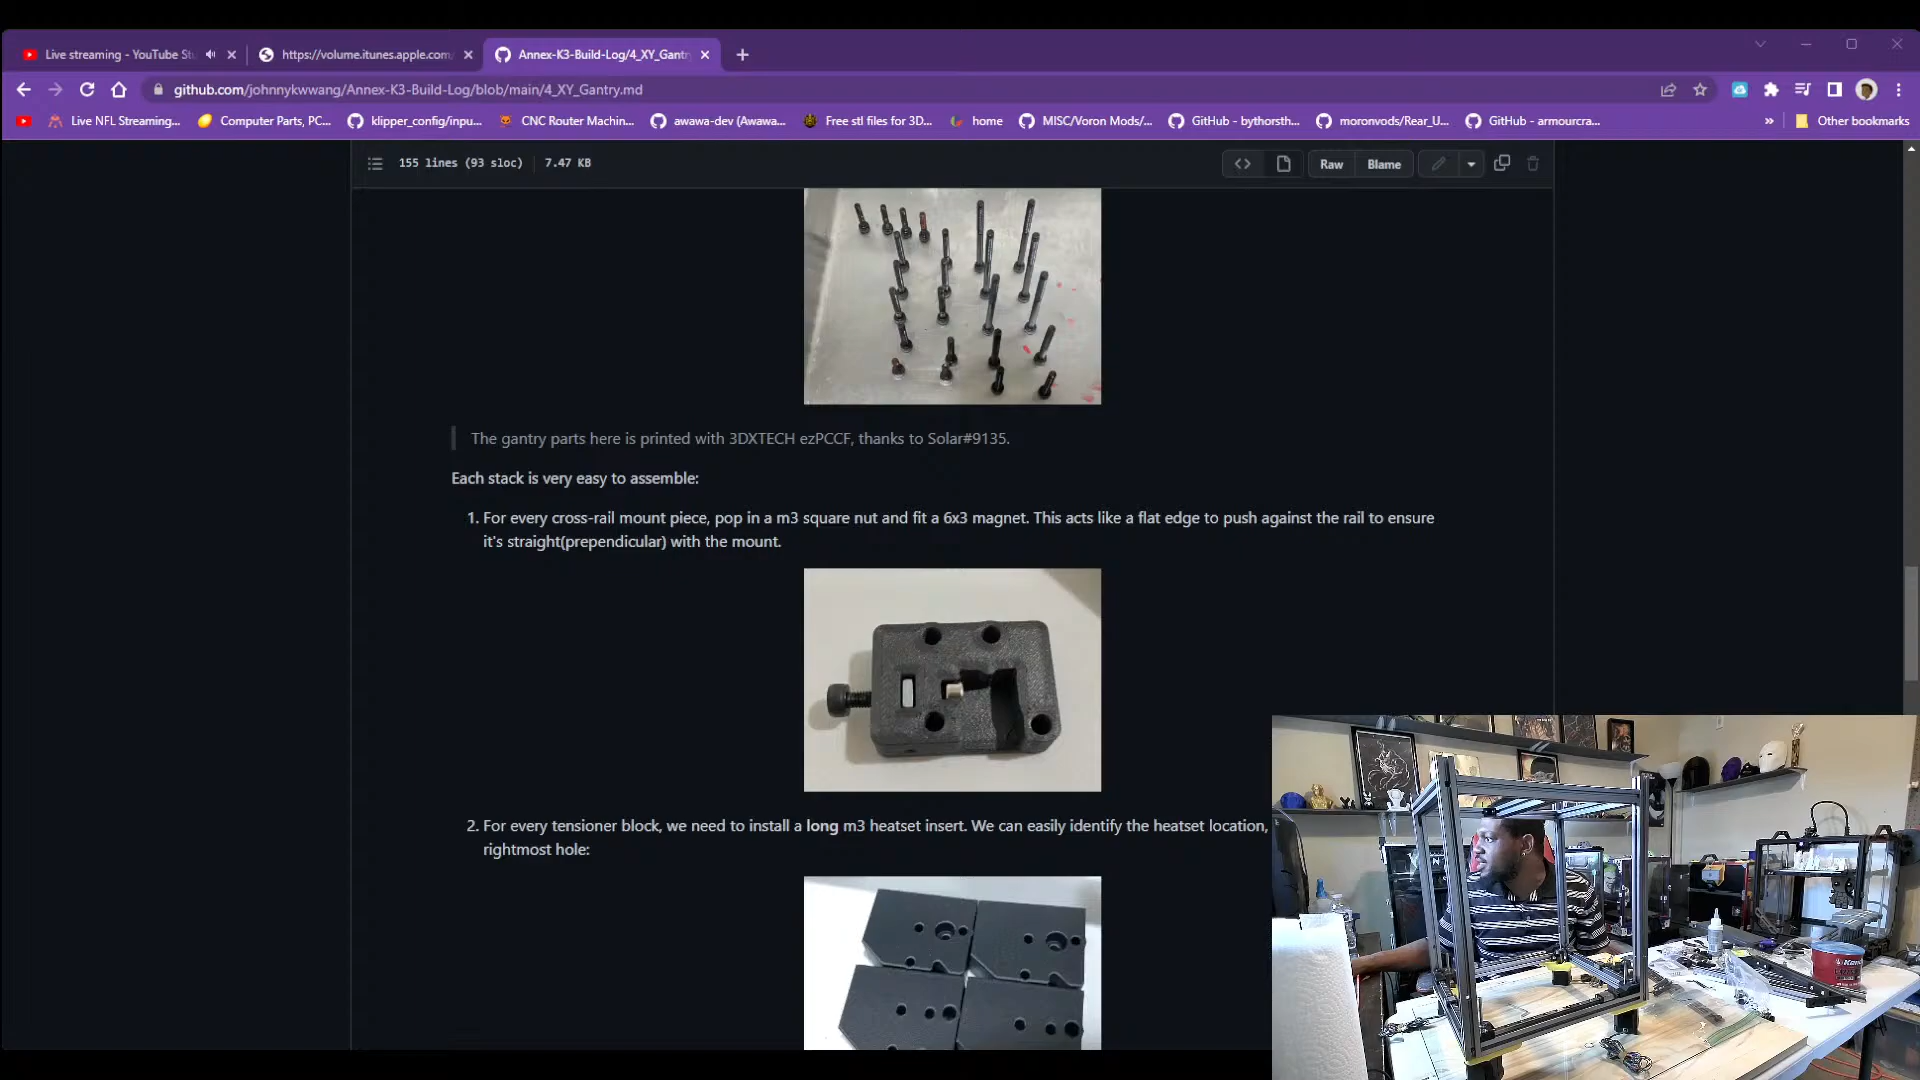 Live streaming - YouTube St
https://volume.itunes.apple.com/
Annex-K3-Build-Log/4_XY_Gantr
github.com/johnnykwwang/Annex-K3-Build-Log/blob/main/4_XY_Gantry.md
Live NFL Streaming...
Computer Parts, PC...
klipper_config/inpu...
CNC Router Machin...
awawa-dev (Awawa...
Free stl files for 3D...
home
MISC/Voron Mods/...
GitHub - bythorsth...
moronvods/Rear_U...
GitHub - armourcra...
»
Other bookmarks
155 lines (93 sloc)
7.47 KB
<>
Raw
Blame
The gantry parts here is printed with 3DXTECH ezPCCF, thanks to Solar#9135.
Each stack is very easy to assemble:
1. For every cross-rail mount piece, pop in a m3 square nut and fit a 6x3 magnet. This acts like a flat edge to push against the rail to ensure
it's straight(prependicular) with the mount.
2. For every tensioner block, we need to install a long m3 heatset insert. We can easily identify the heatset location,
rightmost hole: